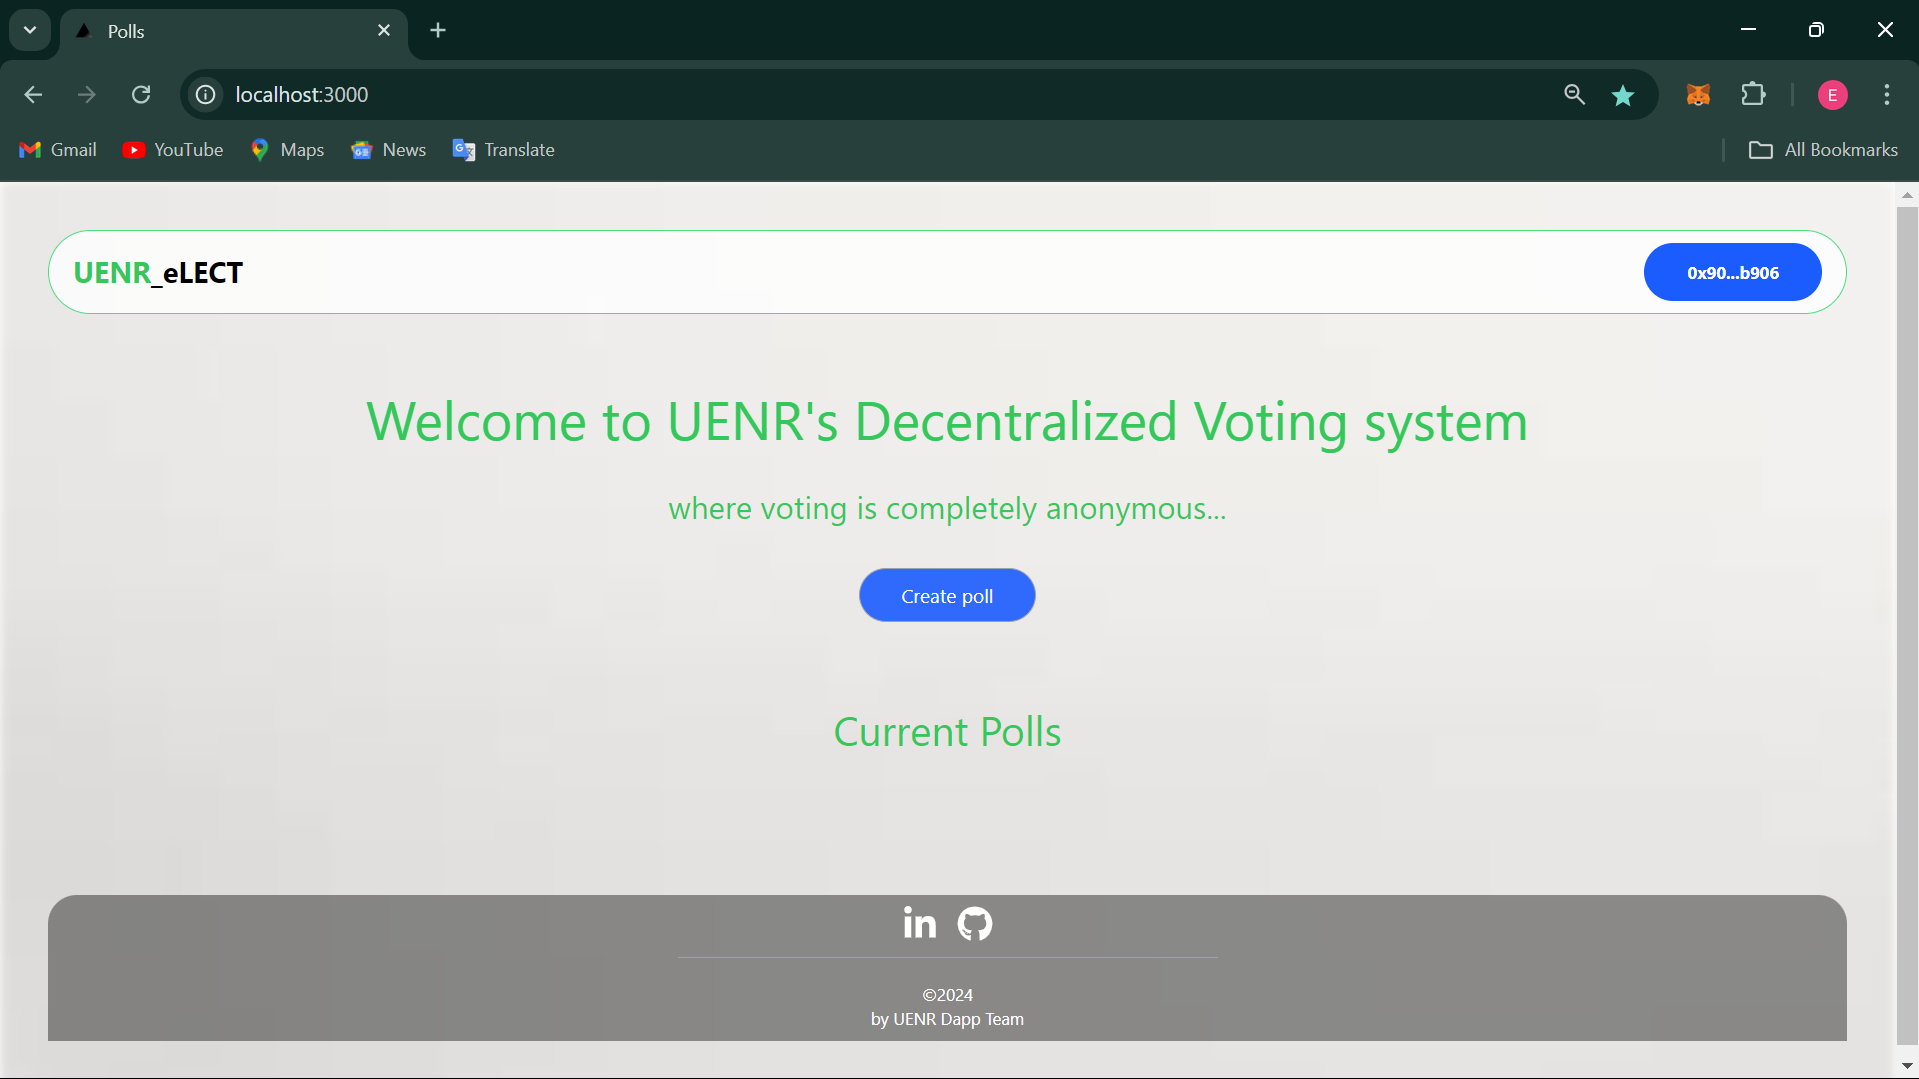 Polls
localhost:3000
E
Gmail
YouTube
Maps
News
Translate
All Bookmarks
UENR_eLECT
0x90...b906
Welcome to UENR's Decentralized Voting system
where voting is completely anonymous...
Create poll
Current Polls
©2024
by UENR Dapp Team